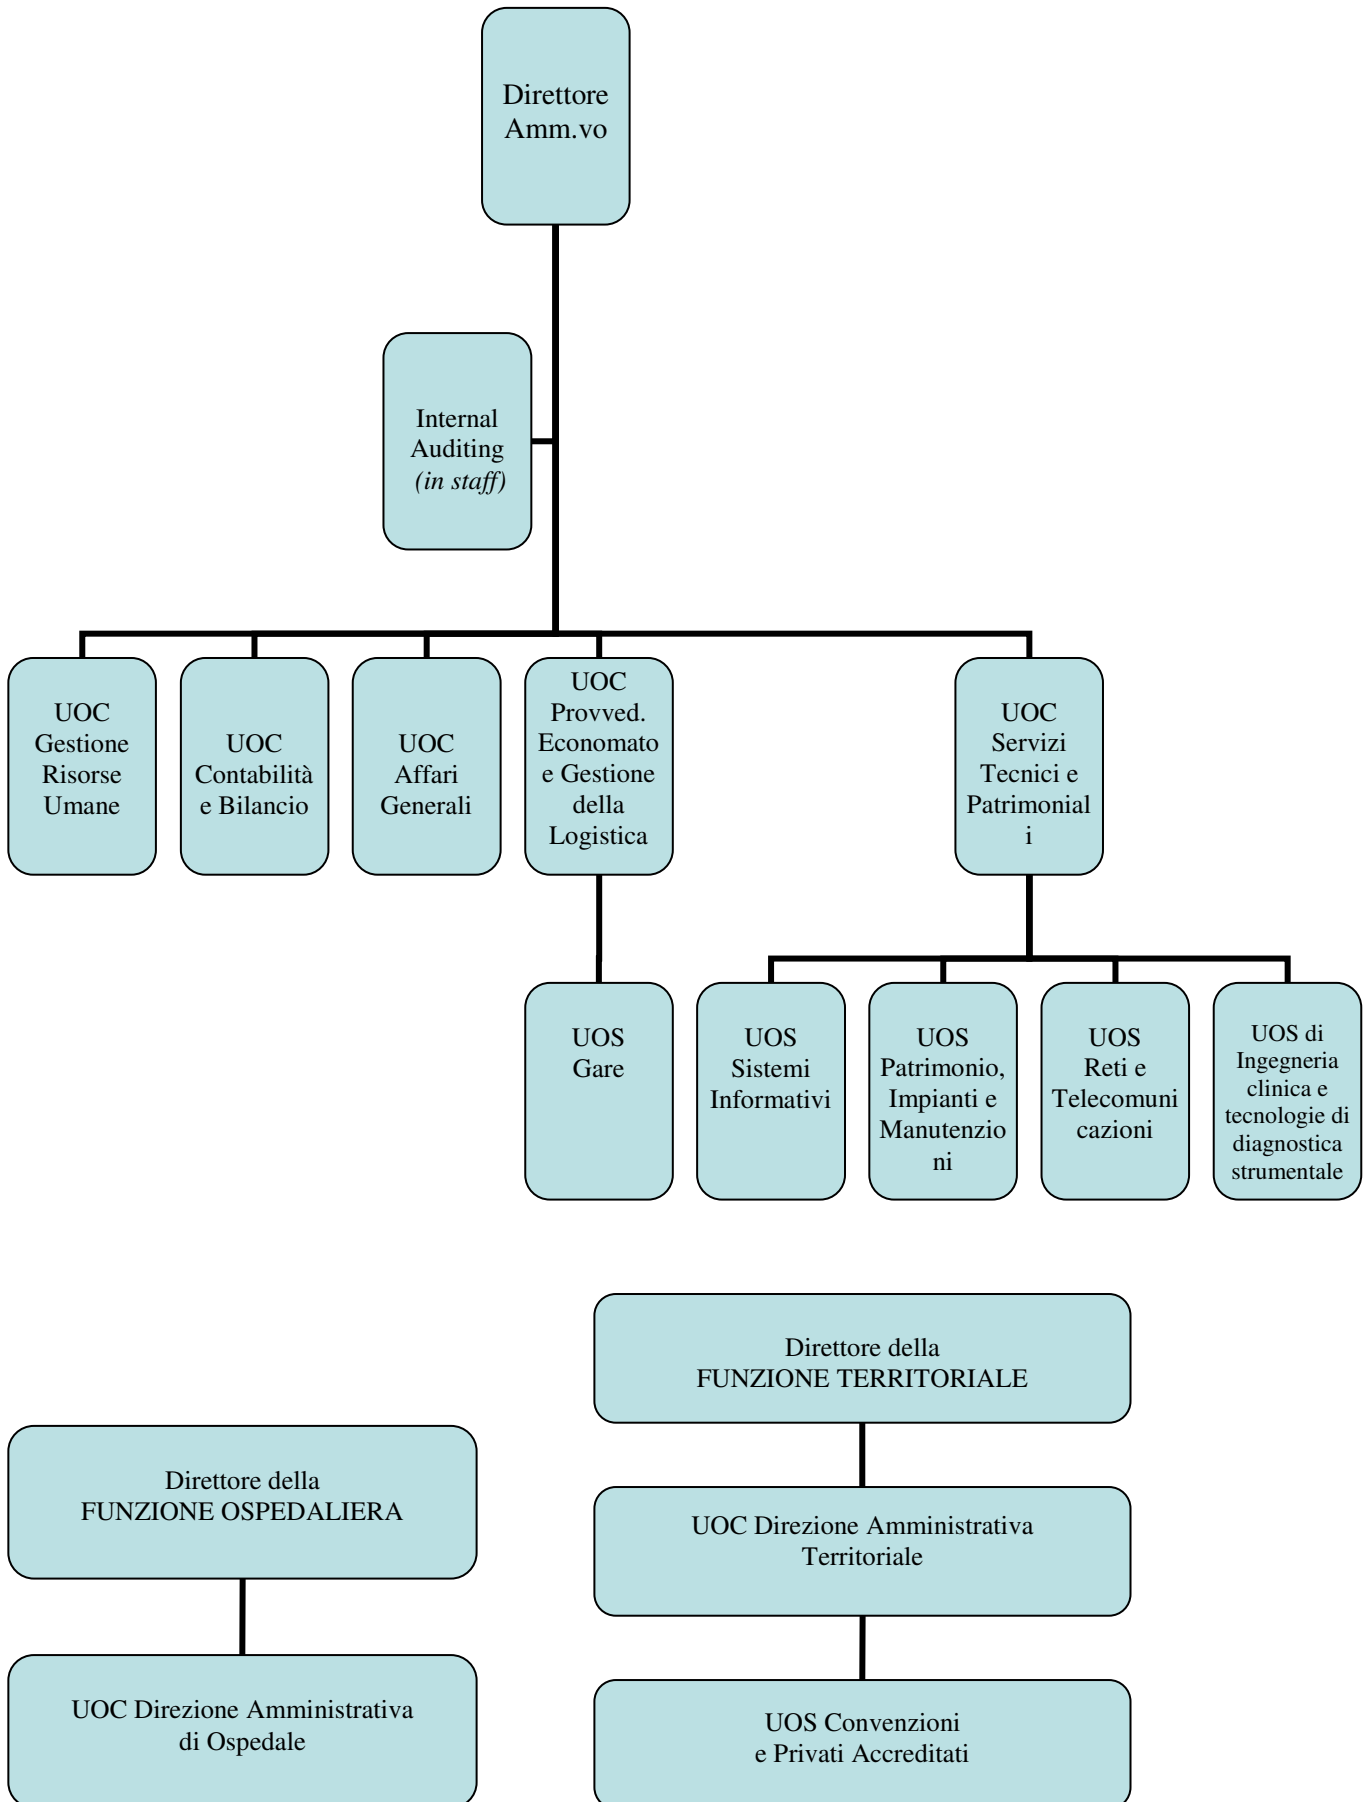 Direttore
Amm.vo
Internal
Auditing
(in staff)
UOC
Gestione
Risorse
Umane
UOC
Contabilità
e Bilancio
UOC
Affari
Generali
UOC
Provved.
Economato
e Gestione
della
Logistica
UOC
Servizi
Tecnici e
Patrimonial
i
UOS
Gare
UOS
Sistemi
Informativi
UOS
Patrimonio,
Impianti e
Manutenzio
ni
UOS
Reti e
Telecomuni
cazioni
UOS di
Ingegneria
clinica e
tecnologie di
diagnostica
strumentale
Direttore della
FUNZIONE TERRITORIALE
Direttore della
FUNZIONE OSPEDALIERA
UOC Direzione Amministrativa
Territoriale
UOC Direzione Amministrativa
di Ospedale
UOS Convenzioni
e Privati Accreditati